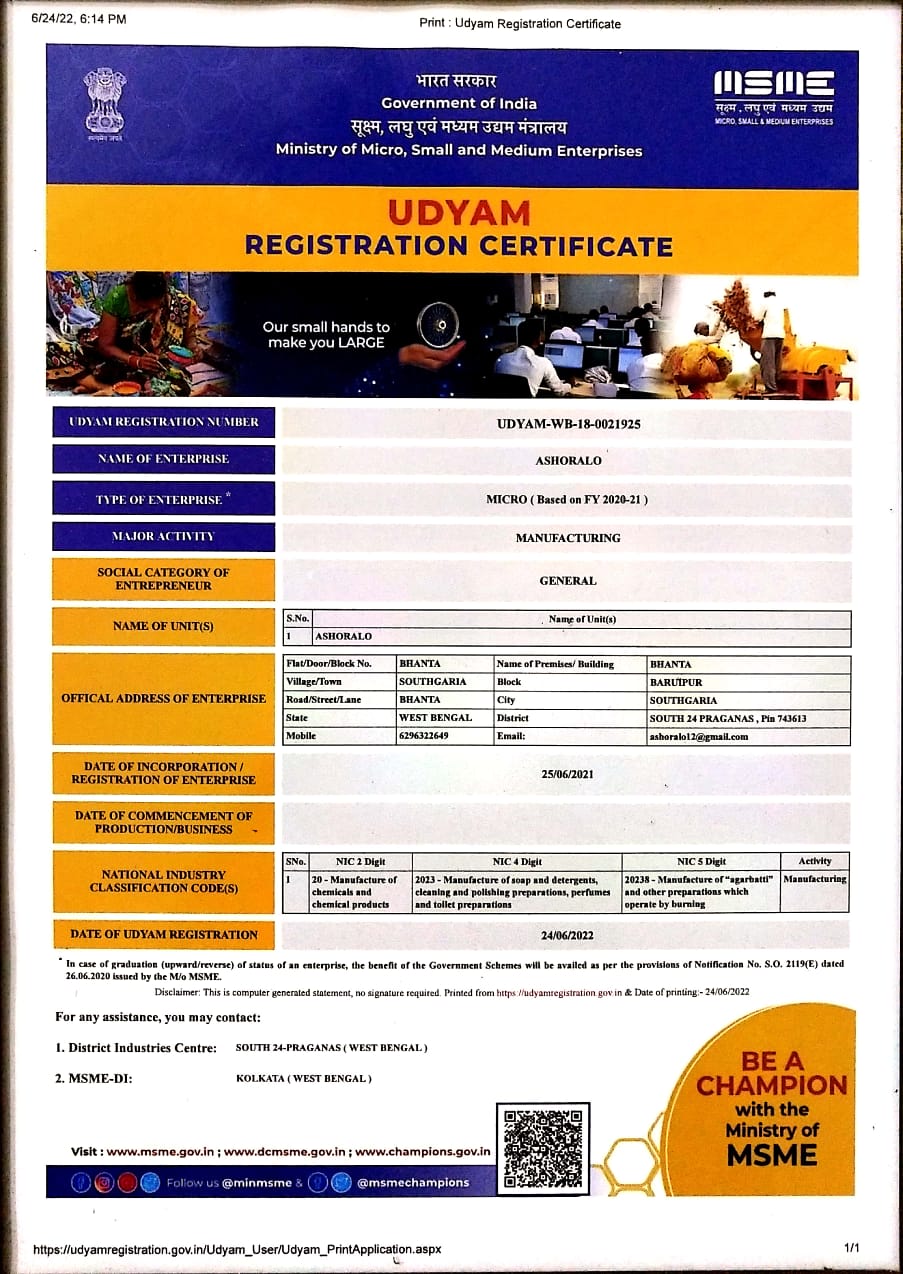 6/24/22, 6:14 PM
Print : Udyam Registration Certificate
भारत सरकार
Government of India
सूक्ष्म, लघु एवं मध्यम उद्यम मंत्रालय
Ministry of Micro, Small and Medium Enterprises
सत्यमेव जयते
MSME
सूक्ष्म, लघु एवं मध्यम उद्यम
MICRO, SMALL & MEDIUM ENTERPRISES
UDYAM
REGISTRATION CERTIFICATE
Our small hands to
make you LARGE
UDYAM REGISTRATION NUMBER UDYAM-WB-18-0021925
NAME OF ENTERPRISE ASHORALO
TYPE OF ENTERPRISE * MICRO ( Based on FY 2020-21 )
MAJOR ACTIVITY MANUFACTURING
SOCIAL CATEGORY OF
ENTREPRENEUR
GENERAL
NAME OF UNIT(S)
S.No. Name of Unit(s)
1 ASHORALO
OFFICAL ADDRESS OF ENTERPRISE
Flat/Door/Block No. BHANTA Name of Premises/ Building BHANTA
Village/Town SOUTHGARIA Block BARUIPUR
Road/Street/Lane BHANTA City SOUTHGARIA
State WEST BENGAL District SOUTH 24 PRAGANAS , Pin 743613
Mobile 6296322649 Email: ashoralo12@gmail.com
DATE OF INCORPORATION /
REGISTRATION OF ENTERPRISE
25/06/2021
DATE OF COMMENCEMENT OF
PRODUCTION/BUSINESS
NATIONAL INDUSTRY
CLASSIFICATION CODE(S)
SNo. NIC 2 Digit NIC 4 Digit NIC 5 Digit Activity
1 20 - Manufacture of 2023 - Manufacture of soap and detergents, 20238 - Manufacture of "agarbatti" Manufacturing
chemicals and cleaning and polishing preparations, perfumes and other preparations which
chemical products and toilet preparations operate by burning
DATE OF UDYAM REGISTRATION 24/06/2022
* In case of graduation (upward/reverse) of status of an enterprise, the benefit of the Government Schemes will be availed as per the provisions of Notification No. S.O. 2119(E) dated
26.06.2020 issued by the M/o MSME.
Disclaimer: This is computer generated statement, no signature required. Printed from https://udyamregistration.gov.in & Date of printing:- 24/06/2022
For any assistance, you may contact:
1. District Industries Centre: SOUTH 24-PRAGANAS ( WEST BENGAL )
2. MSME-DI: KOLKATA ( WEST BENGAL )
BE A
CHAMPION
with the
Ministry of
MSME
Visit : www.msme.gov.in ; www.dcmsme.gov.in ; www.champions.gov.in
Follow us @minmsme & @msmechampions
https://udyamregistration.gov.in/Udyam_User/Udyam_PrintApplication.aspx
1/1